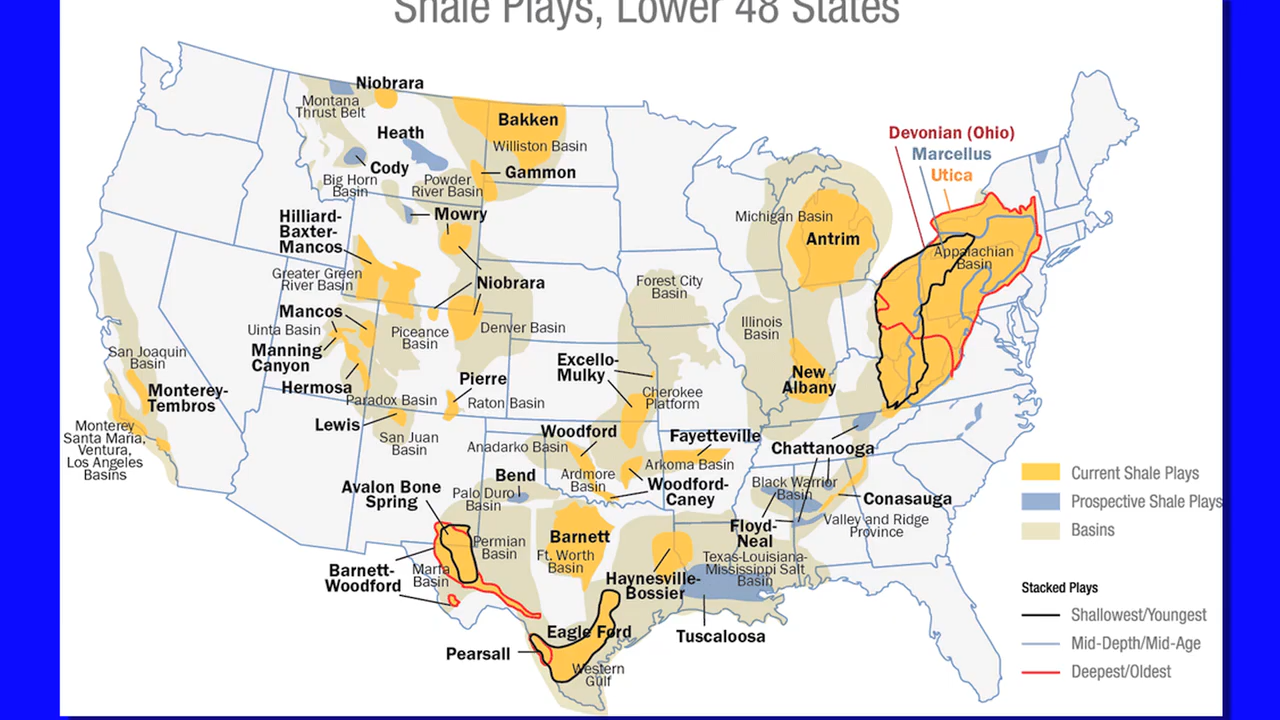 Shale Plays, Lower 48 States
Niobrara
Montana
Thrust Belt
Heath
Bakken
Williston Basin
Cody
Big Horn
Basin
Powder
River Basin
Gammon
Mowry
Hilliard-
Baxter-
Mancos
Greater Green
River Basin
Niobrara
Mancos
Uinta Basin
Piceance
Basin
Denver Basin
Manning
Canyon
Hermosa
Paradox Basin
Pierre
Raton Basin
Lewis
San Juan
Basin
San Joaquin
Basin
Monterey-
Tembros
Monterey
Santa Maria,
Ventura,
Los Angeles
Basins
Devonian (Ohio)
Marcellus
Utica
Michigan Basin
Antrim
Appalachian
Basin
Forest City
Basin
Illinois
Basin
New
Albany
Excello-
Mulky
Cherokee
Platform
Woodford
Anadarko Basin
Fayetteville
Arkoma Basin
Ardmore
Basin
Woodford-
Caney
Bend
Palo Duro
Basin
Avalon Bone
Spring
Permian
Basin
Barnett
Ft. Worth
Basin
Barnett-
Woodford
Marfa
Basin
Haynesville-
Bossier
Texas-Louisiana-
Mississippi Salt
Basin
Tuscaloosa
Eagle Ford
Pearsall
Western
Gulf
Chattanooga
Black Warrior
Basin
Floyd-
Neal
Conasauga
Valley and Ridge
Province
Current Shale Plays
Prospective Shale Plays
Basins
Stacked Plays
Shallowest/Youngest
Mid-Depth/Mid-Age
Deepest/Oldest